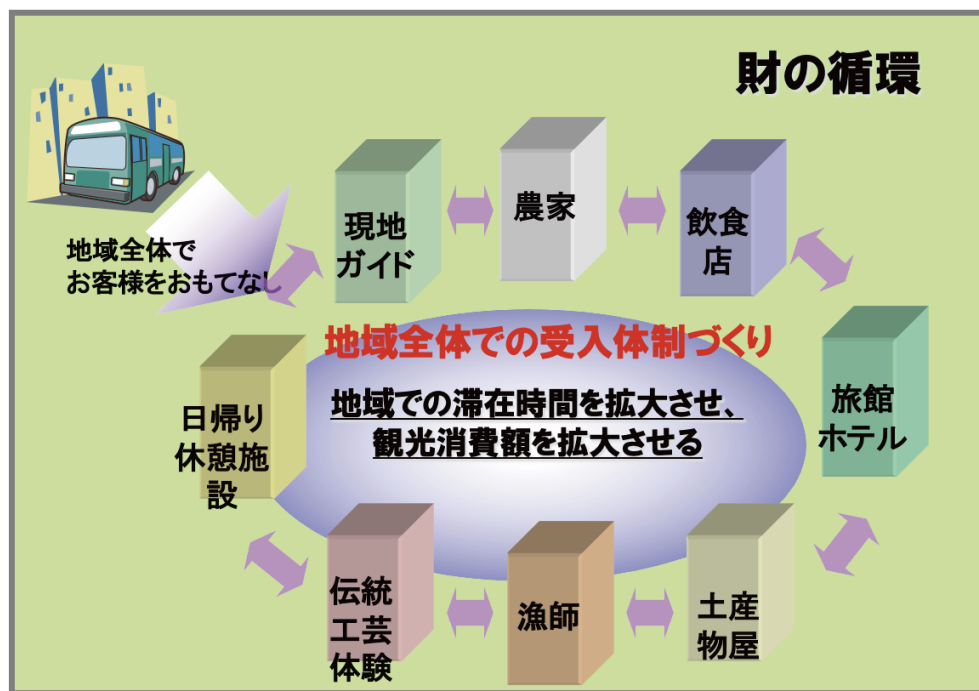 財の循環
地域全体で
お客様をおもてなし
現地
ガイド
農家
飲食
店
地域全体での受入体制づくり
地域での滞在時間を拡大させ、
観光消費額を拡大させる
日帰り
休憩施
設
旅館
ホテル
伝統
工芸
体験
漁師
土産
物屋